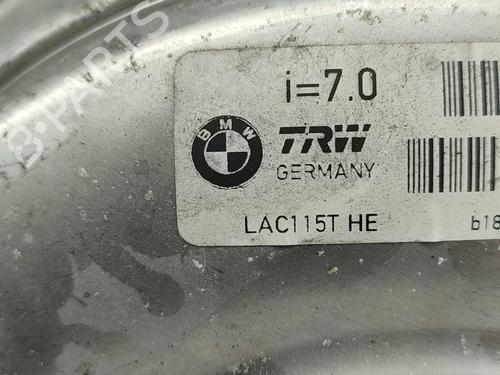 B-PARTS
i=7.0
BMW
TRW
GERMANY
LAC115T HE
b18